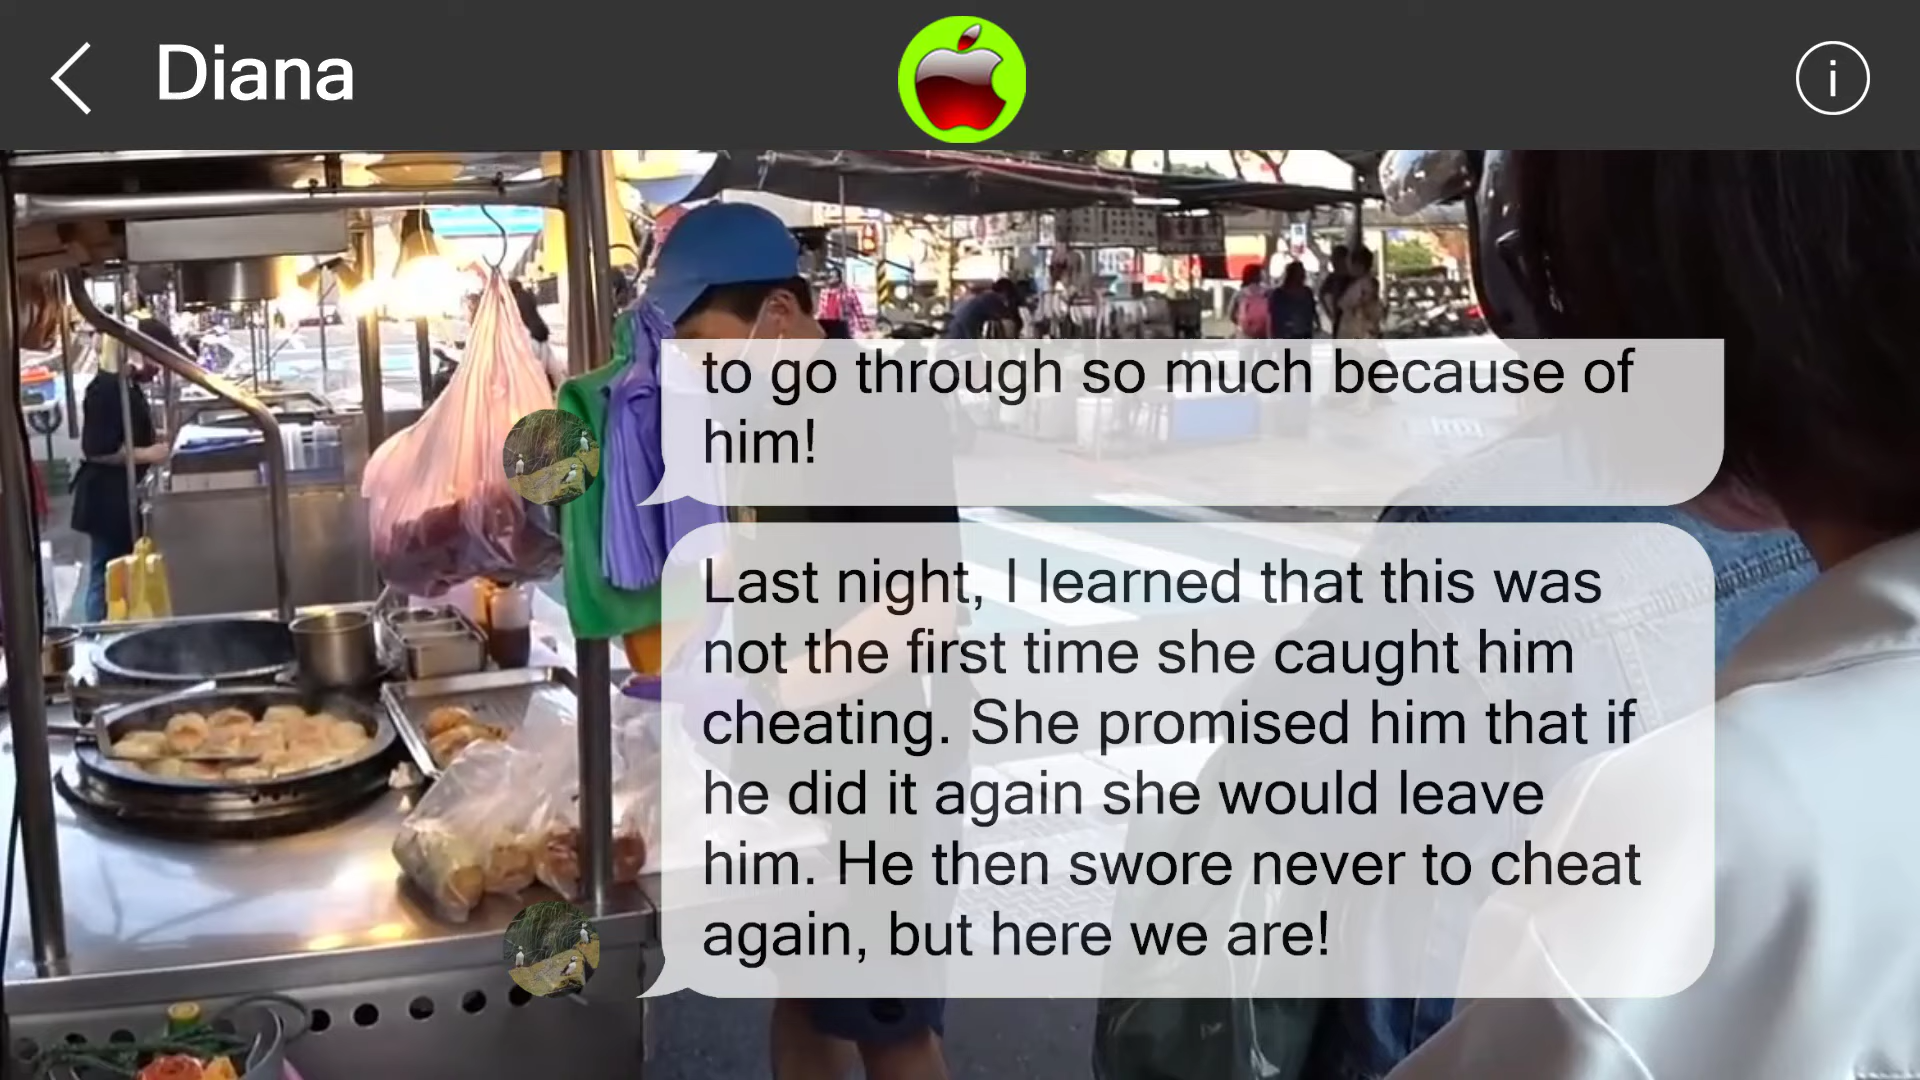 Diana
i
to go through so much because of
him!
Last night, I learned that this was
not the first time she caught him
cheating. She promised him that if
he did it again she would leave
him. He then swore never to cheat
again, but here we are!